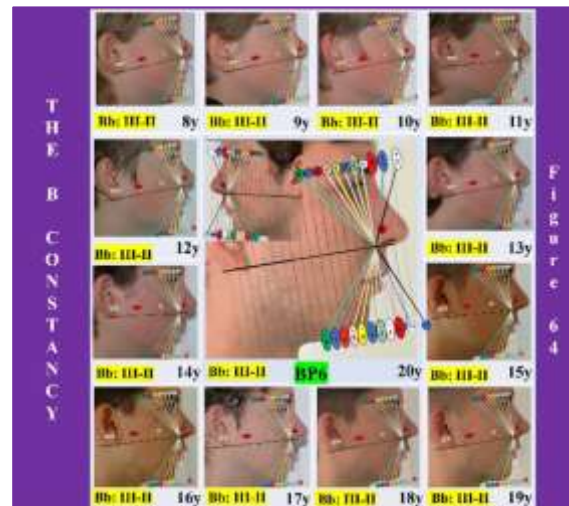 THE B CONSTANCY
Bb: III-II 8y
Bb: III-II 9y
Bb: III-II 10y
Bb: III-II 11y
Bb: III-II 12y
Bb: III-II 13y
Bb: III-II 14y
Bb: III-II BP6 20y
Bb: III-II 15y
Bb: III-II 16y
Bb: III-II 17y
Bb: III-II 18y
Bb: III-II 19y
Figure 64